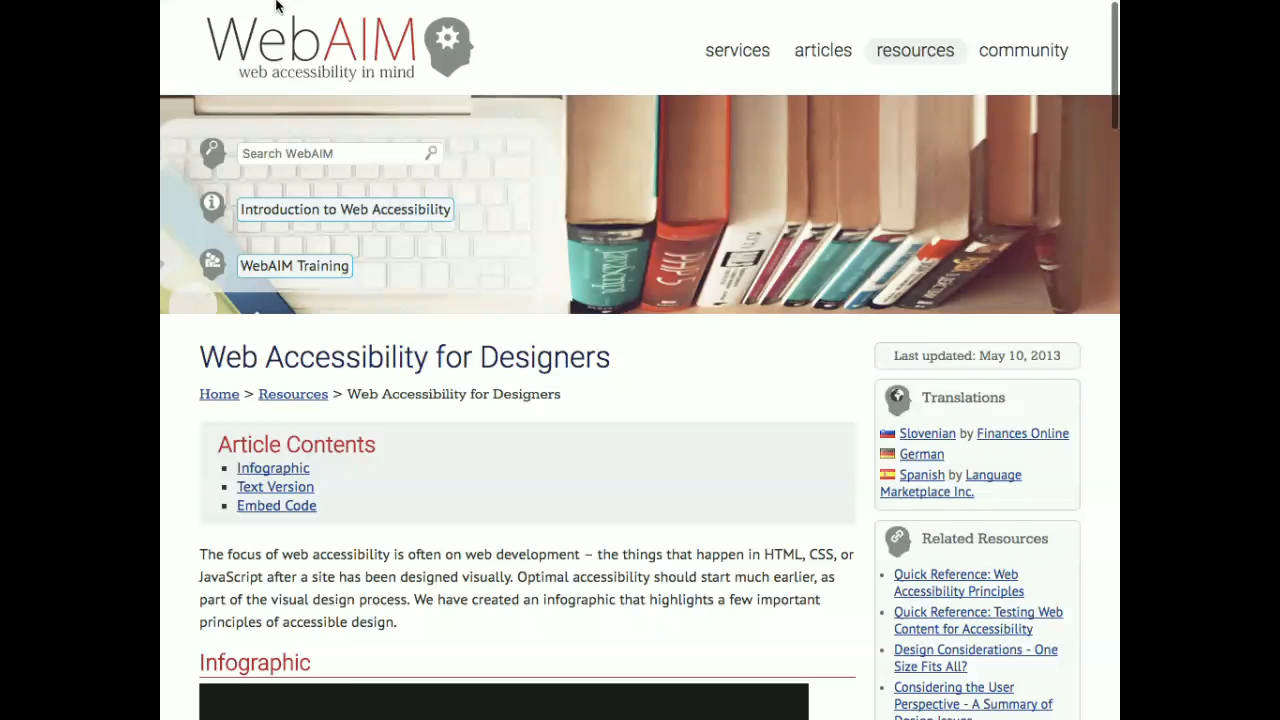 WebAIM
web accessibility in mind
services
articles
resources
community
Search WebAIM
Introduction to Web Accessibility
WebAIM Training
Web Accessibility for Designers
Home > Resources > Web Accessibility for Designers
Article Contents
Infographic
Text Version
Embed Code
The focus of web accessibility is often on web development – the things that happen in HTML, CSS, or
JavaScript after a site has been designed visually. Optimal accessibility should start much earlier, as
part of the visual design process. We have created an infographic that highlights a few important
principles of accessible design.
Infographic
Last updated: May 10, 2013
Translations
Slovenian by Finances Online
German
Spanish by Language
Marketplace Inc.
Related Resources
Quick Reference: Web
Accessibility Principles
Quick Reference: Testing Web
Content for Accessibility
Design Considerations - One
Size Fits All?
Considering the User
Perspective - A Summary of
Design Issues